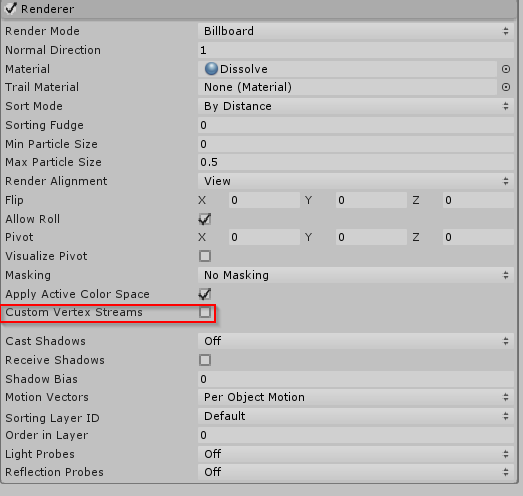 Renderer
Render Mode Billboard
Normal Direction 1
Material Dissolve
Trail Material None (Material)
Sort Mode By Distance
Sorting Fudge 0
Min Particle Size 0
Max Particle Size 0.5
Render Alignment View
Flip X 0 Y 0 Z 0
Allow Roll
Pivot X 0 Y 0 Z 0
Visualize Pivot
Masking No Masking
Apply Active Color Space
Custom Vertex Streams
Cast Shadows Off
Receive Shadows
Shadow Bias 0
Motion Vectors Per Object Motion
Sorting Layer ID Default
Order in Layer 0
Light Probes Off
Reflection Probes Off